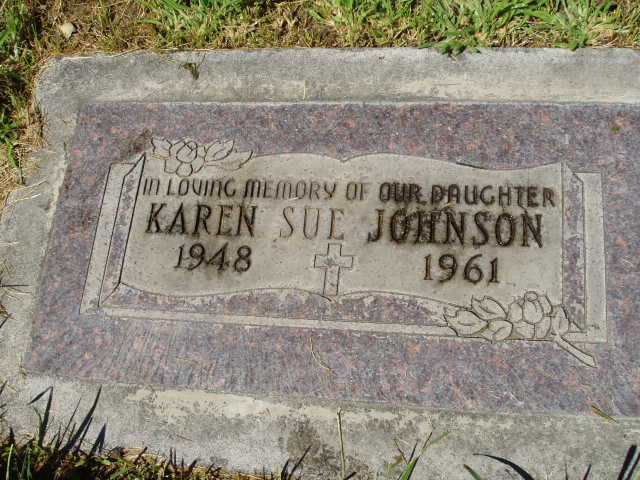 IN LOVING MEMORY OF OUR DAUGHTER
KAREN SUE JOHNSON
1948 1961